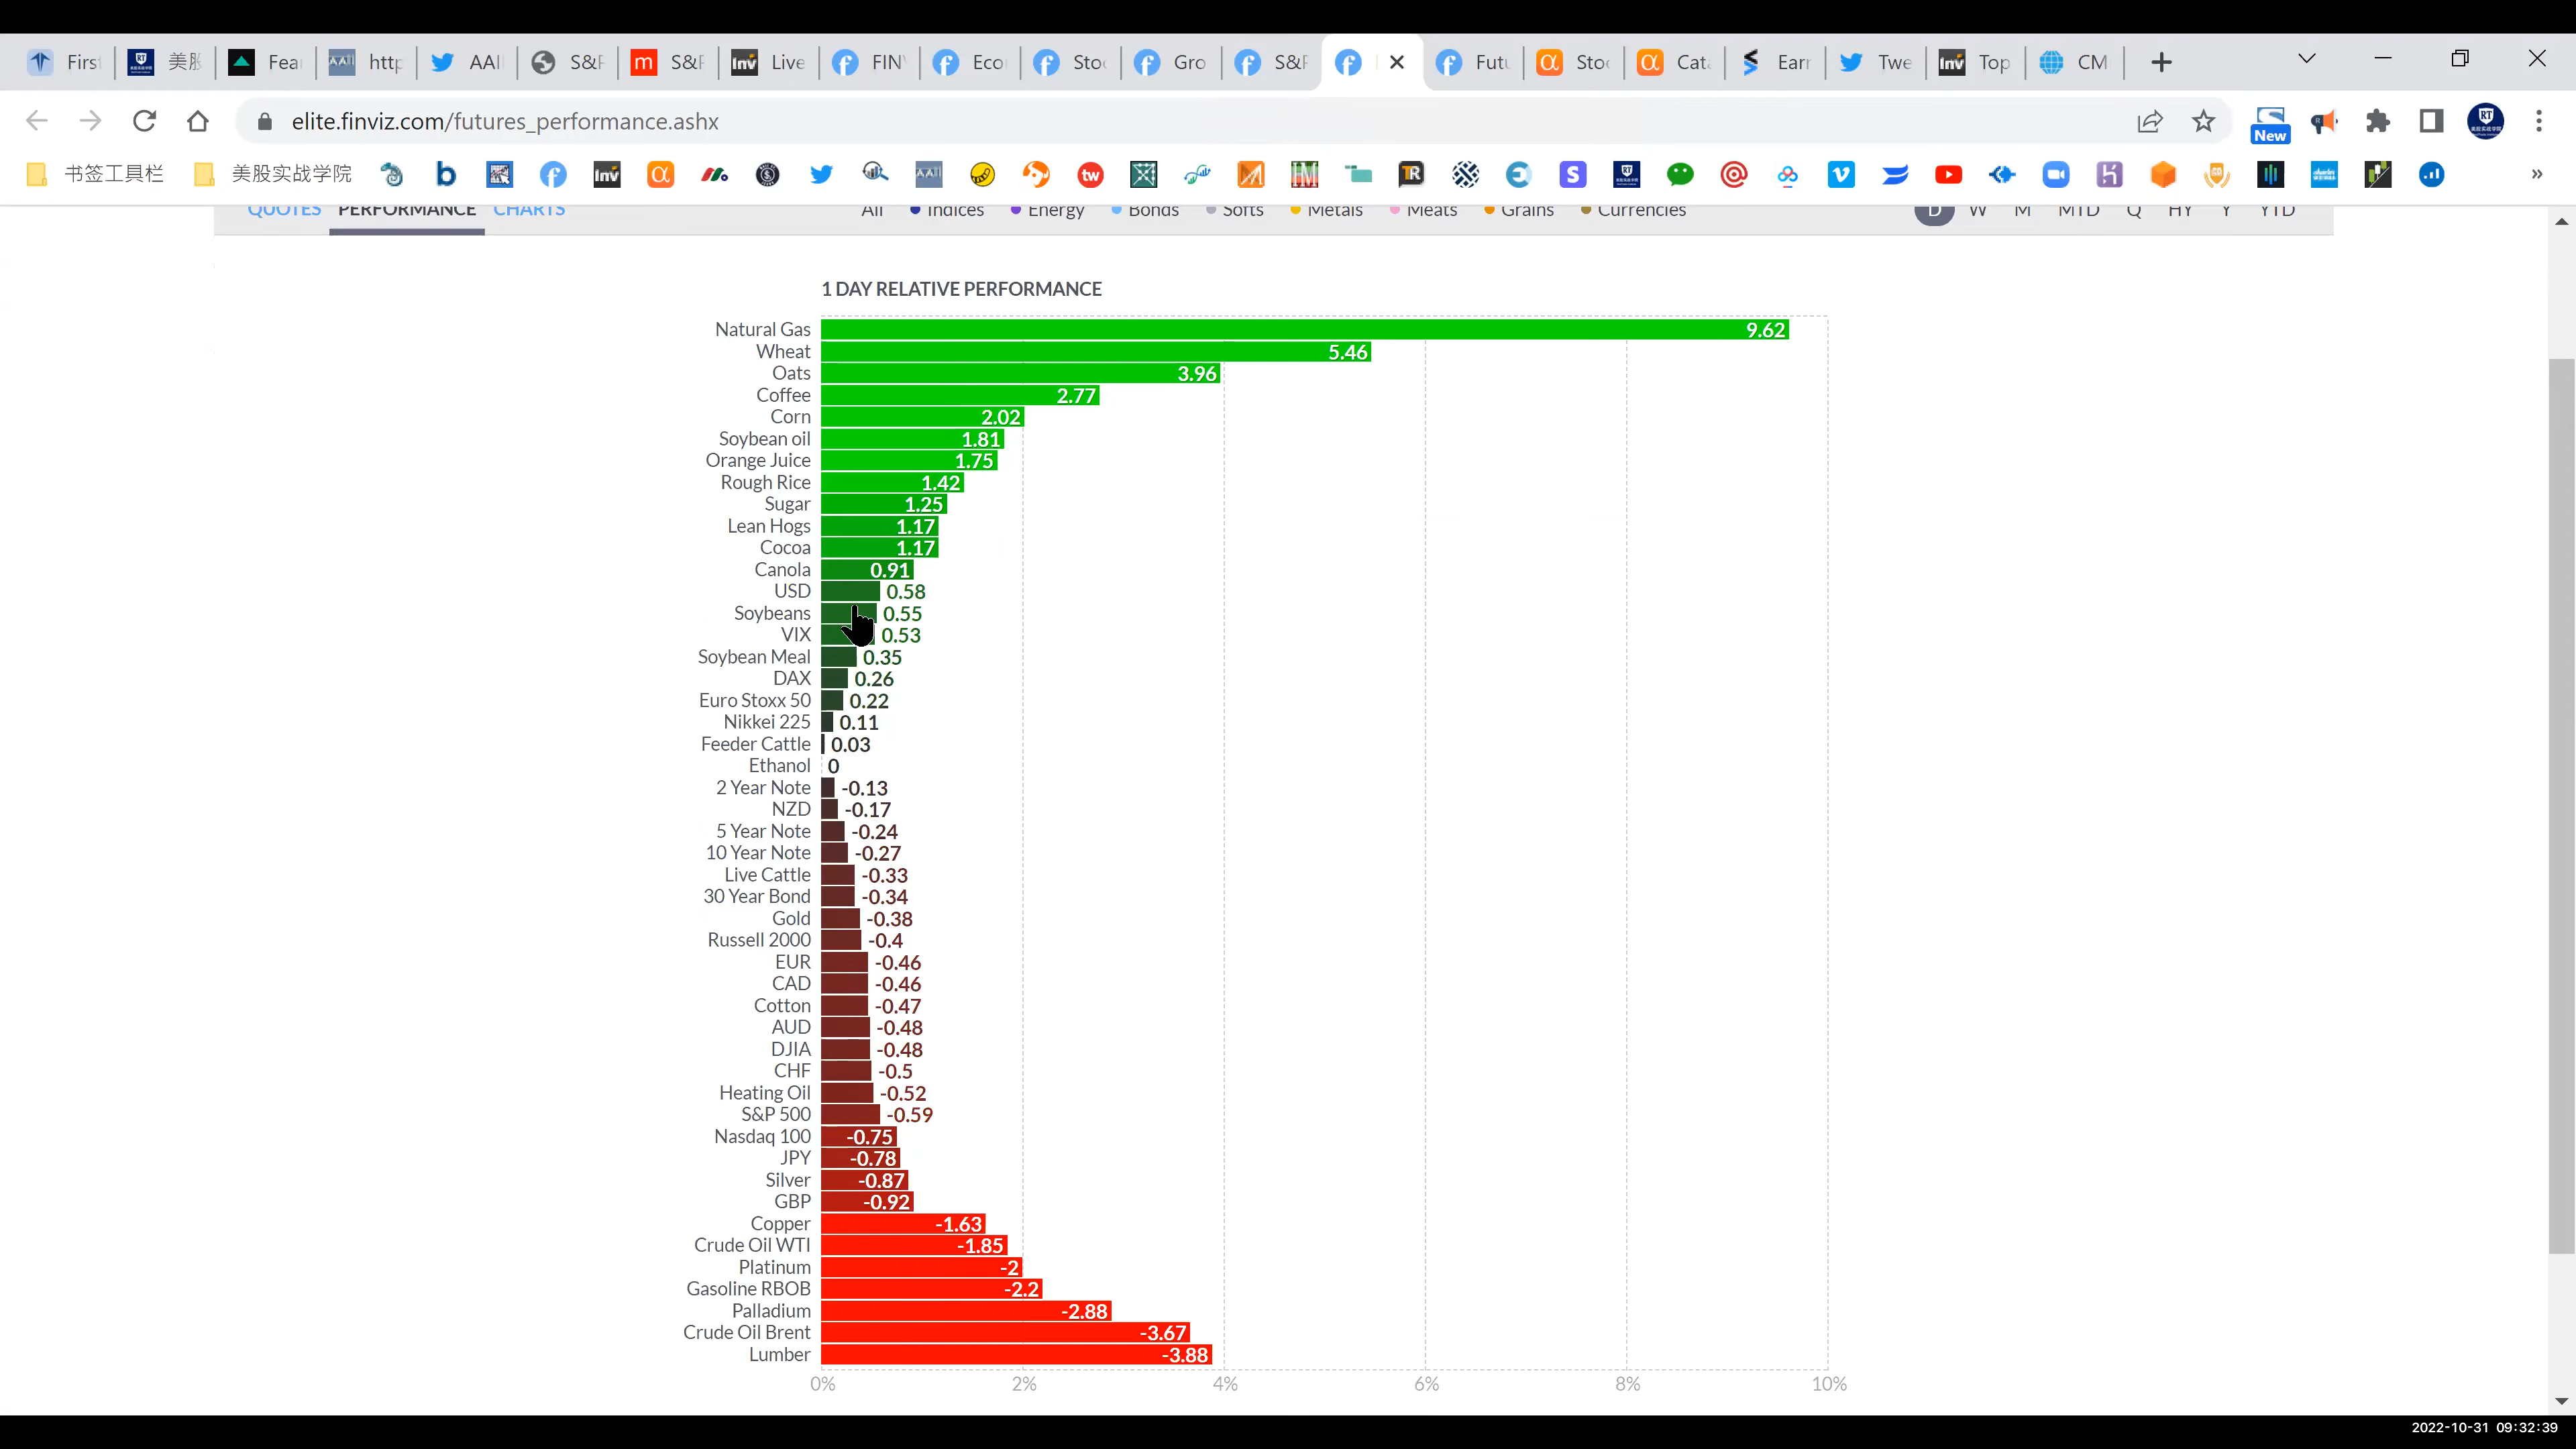 First
美股
Fear
AAII http
AAI
S&P
m S&P
Inv Live
FINV
Eco
Stoc
Gro
S&P
Futu
α Stoc
α Cata
Earn
Twe
Inv Top
CM
elite.finviz.com/futures_performance.ashx
New
书签工具栏 美股实战学院
QUOTES PERFORMANCE CHARTS All Indices Energy Bonds Softs Metals Meats Grains Currencies D W M MTD Q HY Y YTD
1 DAY RELATIVE PERFORMANCE
Natural Gas 9.62
Wheat 5.46
Oats 3.96
Coffee 2.77
Corn 2.02
Soybean oil 1.81
Orange Juice 1.75
Rough Rice 1.42
Sugar 1.25
Lean Hogs 1.17
Cocoa 1.17
Canola 0.91
USD 0.58
Soybeans 0.55
VIX 0.53
Soybean Meal 0.35
DAX 0.26
Euro Stoxx 50 0.22
Nikkei 225 0.11
Feeder Cattle 0.03
Ethanol 0
2 Year Note -0.13
NZD -0.17
5 Year Note -0.24
10 Year Note -0.27
Live Cattle -0.33
30 Year Bond -0.34
Gold -0.38
Russell 2000 -0.4
EUR -0.46
CAD -0.46
Cotton -0.47
AUD -0.48
DJIA -0.48
CHF -0.5
Heating Oil -0.52
S&P 500 -0.59
Nasdaq 100 -0.75
JPY -0.78
Silver -0.87
GBP -0.92
Copper -1.63
Crude Oil WTI -1.85
Platinum -2
Gasoline RBOB -2.2
Palladium -2.88
Crude Oil Brent -3.67
Lumber -3.88
0% 2% 4% 6% 8% 10%
2022-10-31 09:32:39